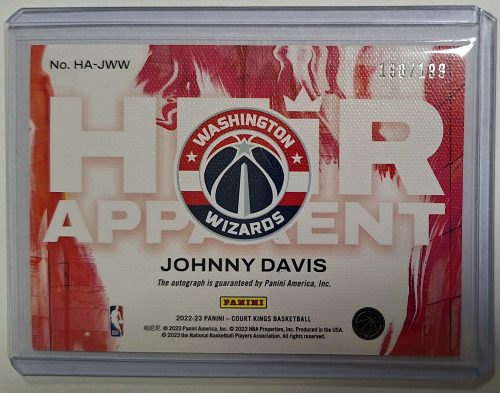 No. HA-JWW
HEIR
WASHINGTON
WIZARDS
APPARENT
JOHNNY DAVIS
The autograph is guaranteed by Panini America, Inc.
PANINI
2022-23 PANINI – COURT KINGS BASKETBALL
© 2023 Panini America, Inc. © 2023 NBA Properties, Inc. Produced in the USA.
© 2023 the National Basketball Players Association. All rights reserved.
NBA